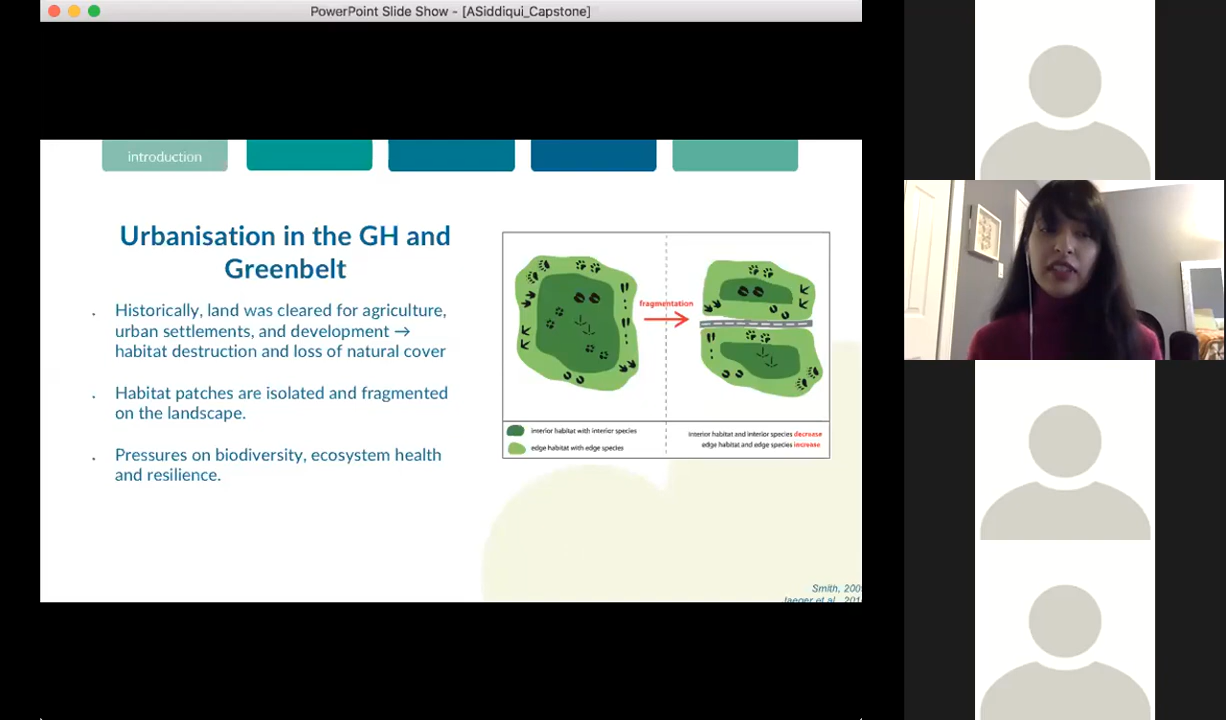 PowerPoint Slide Show - [ASiddiqui_Capstone]
introduction
Urbanisation in the GH and
Greenbelt
. Historically, land was cleared for agriculture,
urban settlements, and development →
habitat destruction and loss of natural cover
. Habitat patches are isolated and fragmented
on the landscape.
. Pressures on biodiversity, ecosystem health
and resilience.
fragmentation
interior habitat with interior species
edge habitat with edge species
interior habitat and interior species decrease
edge habitat and edge species increase
Smith, 200
Jaeger et al., 201